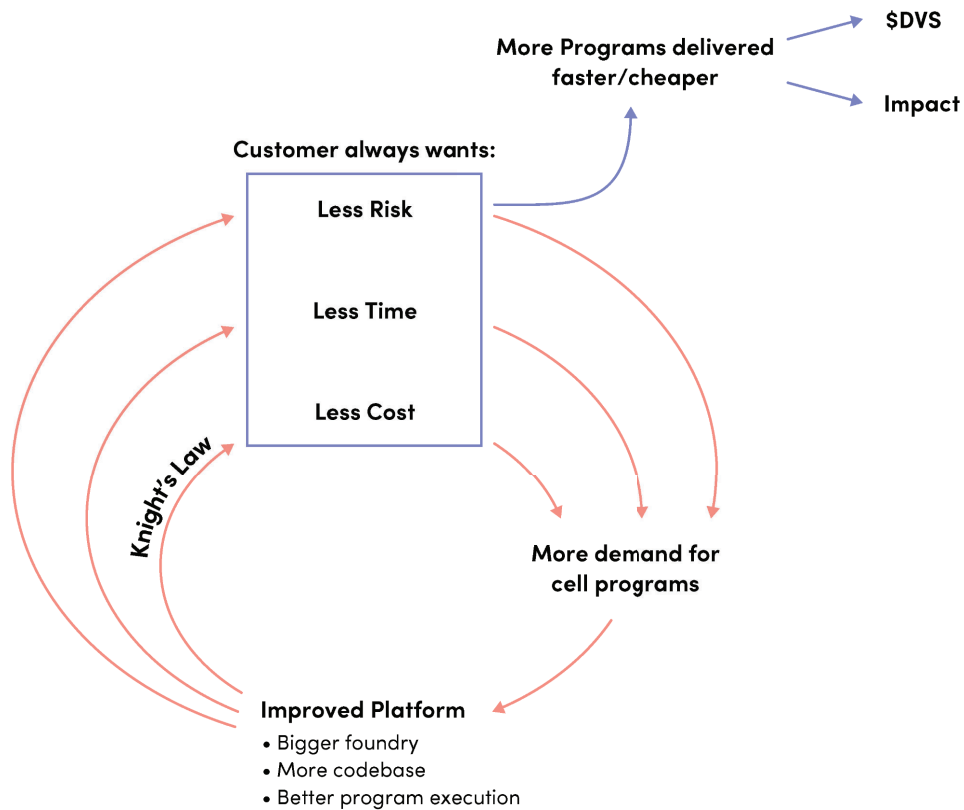 $DVS
More Programs delivered
faster/cheaper
Impact
Customer always wants:
Less Risk
Less Time
Less Cost
Knight's Law
More demand for
cell programs
Improved Platform
• Bigger foundry
• More codebase
• Better program execution